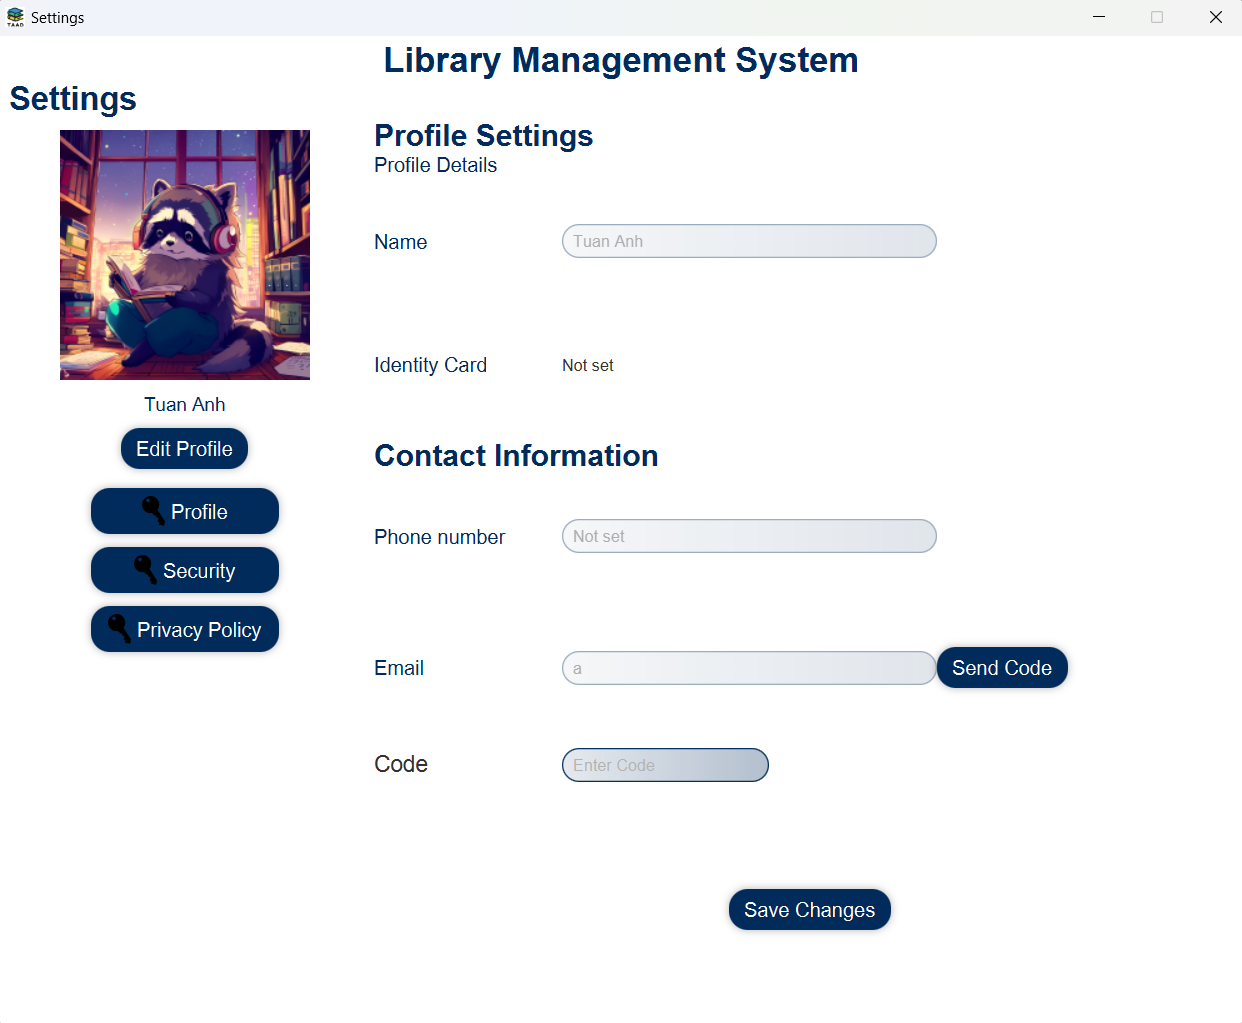 Settings
Library Management System
Settings
Profile Settings
Profile Details
Name
Tuan Anh
Identity Card
Not set
Tuan Anh
Edit Profile
Contact Information
Profile
Phone number
Not set
Security
Privacy Policy
Email
a
Send Code
Code
Enter Code
Save Changes